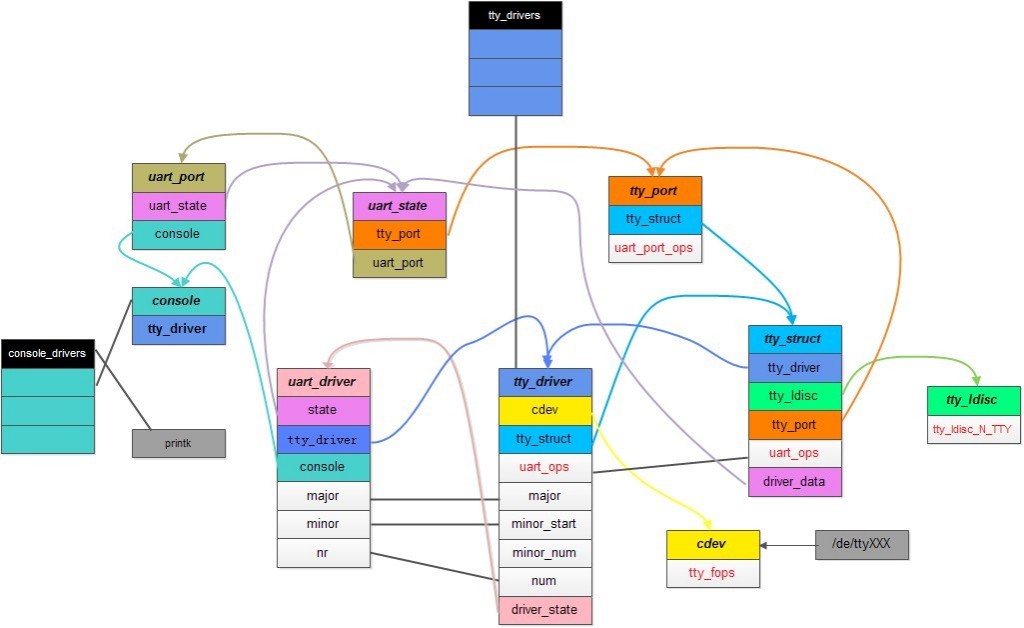 tty_drivers
uart_port
uart_state
console
uart_state
tty_port
uart_port
tty_port
tty_struct
uart_port_ops
console
tty_driver
console_drivers
printk
uart_driver
state
tty_driver
console
major
minor
nr
tty_driver
cdev
tty_struct
uart_ops
major
minor_start
minor_num
num
driver_state
tty_struct
tty_driver
tty_ldisc
tty_port
uart_ops
driver_data
tty_ldisc
tty_ldisc_N_TTY
cdev
tty_fops
/de/ttyXXX